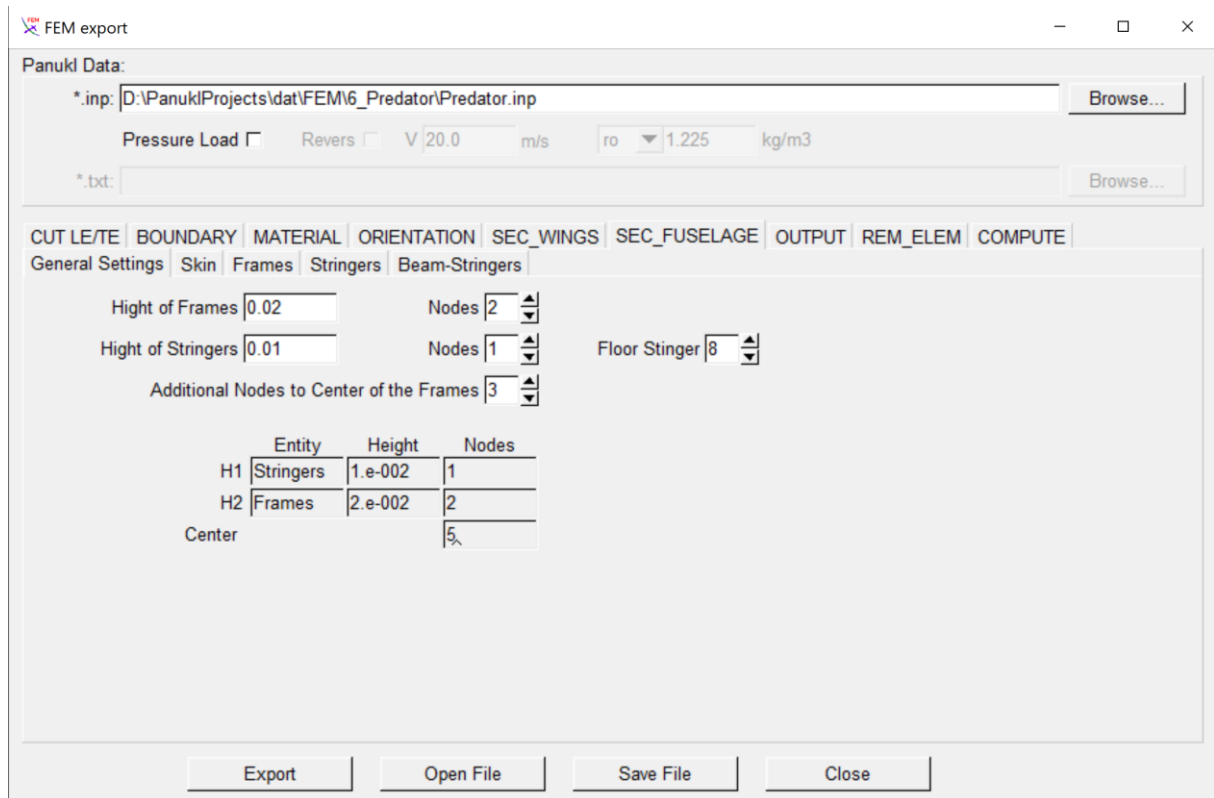 FEM export
Panukl Data:
*.inp: D:\PanuklProjects\dat\FEM\6_Predator\Predator.inp Browse...
Pressure Load Revers V 20.0 m/s ro 1.225 kg/m3
*.txt: Browse...
CUT LE/TE BOUNDARY MATERIAL ORIENTATION SEC_WINGS SEC_FUSELAGE OUTPUT REM_ELEM COMPUTE
General Settings Skin Frames Stringers Beam-Stringers
Hight of Frames 0.02 Nodes 2
Hight of Stringers 0.01 Nodes 1 Floor Stinger 8
Additional Nodes to Center of the Frames 3
Entity Height Nodes
H1 Stringers 1.e-002 1
H2 Frames 2.e-002 2
Center 5
Export Open File Save File Close